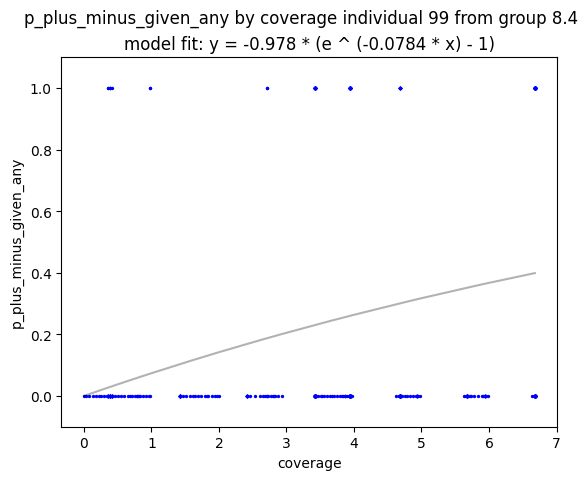 p_plus_minus_given_any by coverage individual 99 from group 8.4
model fit: y = -0.978 * (e ^ (-0.0784 * x) - 1)
p_plus_minus_given_any
1.0
0.8
0.6
0.4
0.2
0.0
0 1 2 3 4 5 6 7
coverage